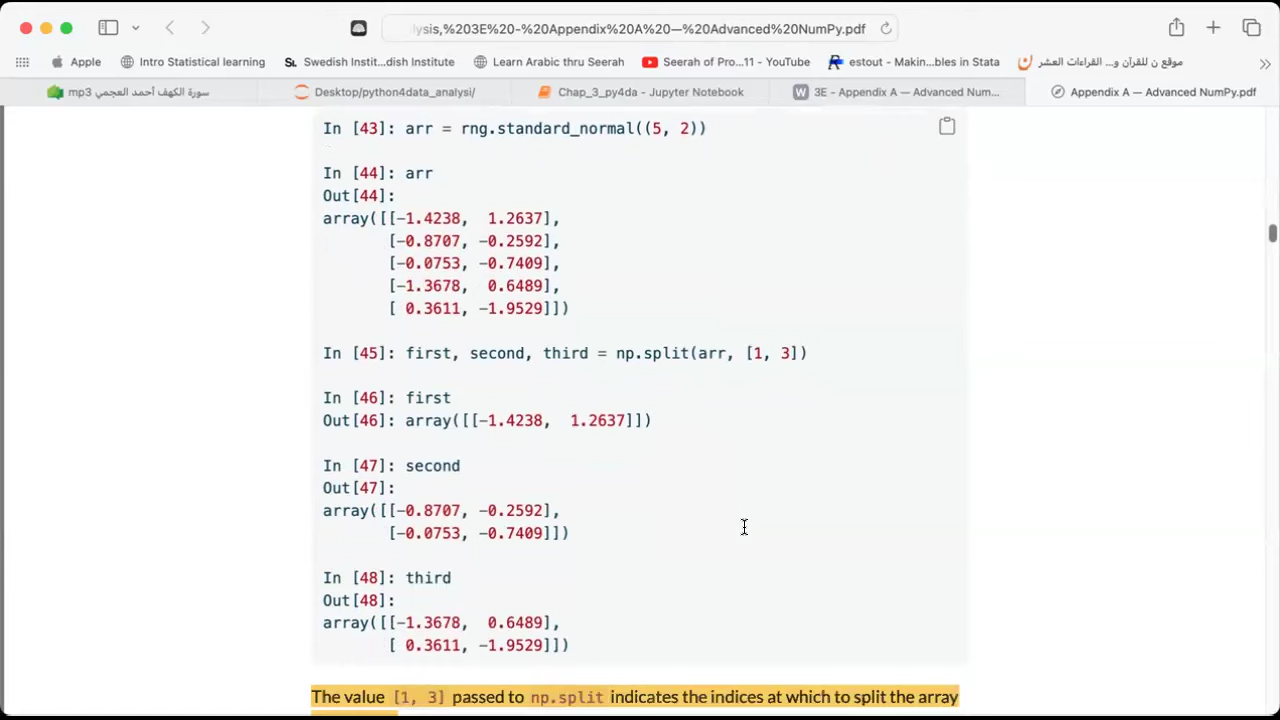 lysis,%203E%20-%20Appendix%20A%20—%20Advanced%20NumPy.pdf
Apple
Intro Statistical learning
SL Swedish Instit...dish Institute
Learn Arabic thru Seerah
Seerah of Pro...11 - YouTube
estout - Makin...bles in Stata
موقع ن للقرآن و... القراءات العشر
سورة الكهف أحمد العجمي mp3
Desktop/python4data_analysi/
Chap_3_py4da - Jupyter Notebook
W 3E - Appendix A — Advanced Num...
Appendix A — Advanced NumPy.pdf
In [43]: arr = rng.standard_normal((5, 2))
In [44]: arr
Out[44]:
array([[-1.4238, 1.2637],
[-0.8707, -0.2592],
[-0.0753, -0.7409],
[-1.3678, 0.6489],
[ 0.3611, -1.9529]])
In [45]: first, second, third = np.split(arr, [1, 3])
In [46]: first
Out[46]: array([[-1.4238, 1.2637]])
In [47]: second
Out[47]:
array([[-0.8707, -0.2592],
[-0.0753, -0.7409]])
In [48]: third
Out[48]:
array([[-1.3678, 0.6489],
[ 0.3611, -1.9529]])
The value [1, 3] passed to np.split indicates the indices at which to split the array